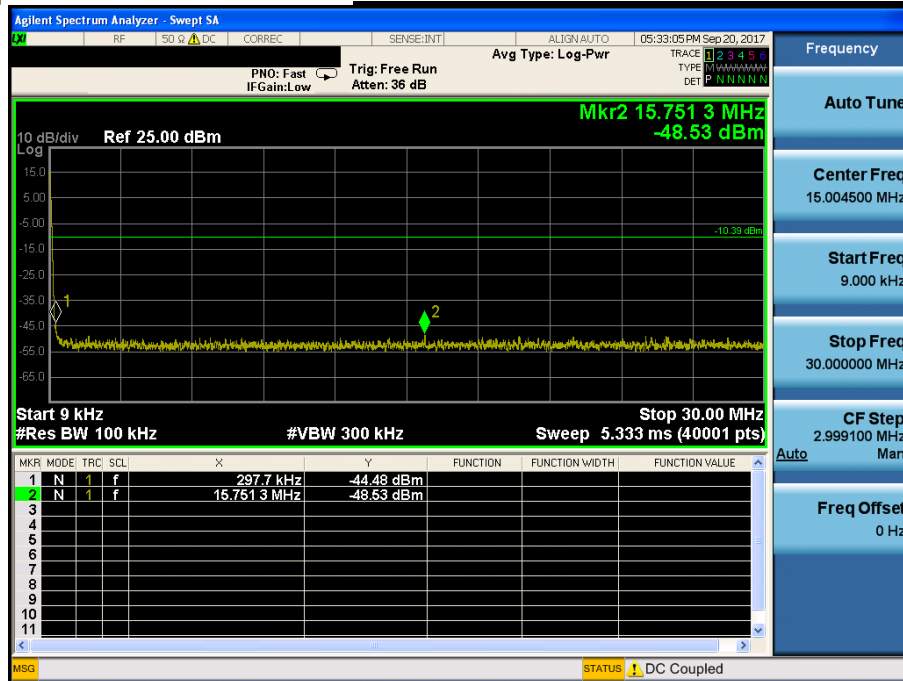 Agilent Spectrum Analyzer - Swept SA
LXI RF 50 Ω DC CORREC SENSE:INT ALIGN AUTO 05:33:05 PM Sep 20, 2017
Avg Type: Log-Pwr
TRACE 1 2 3 4 5 6
TYPE MWWWWW
DET P N N N N N
PNO: Fast
IFGain:Low
Trig: Free Run
Atten: 36 dB
Mkr2 15.751 3 MHz
-48.53 dBm
10 dB/div
Log
Ref 25.00 dBm
15.0
5.00
-5.00
-10.39 dBm
-15.0
-25.0
-35.0
1
2
-45.0
-55.0
-65.0
Start 9 kHz
Stop 30.00 MHz
#Res BW 100 kHz
#VBW 300 kHz
Sweep 5.333 ms (40001 pts)
MKR MODE TRC SCL X Y FUNCTION FUNCTION WIDTH FUNCTION VALUE
1 N 1 f 297.7 kHz -44.48 dBm
2 N 1 f 15.751 3 MHz -48.53 dBm
3
4
5
6
7
8
9
10
11
MSG
STATUS
DC Coupled
Frequency
Auto Tune
Center Freq
15.004500 MHz
Start Freq
9.000 kHz
Stop Freq
30.000000 MHz
CF Step
2.999100 MHz
Auto Man
Freq Offset
0 Hz